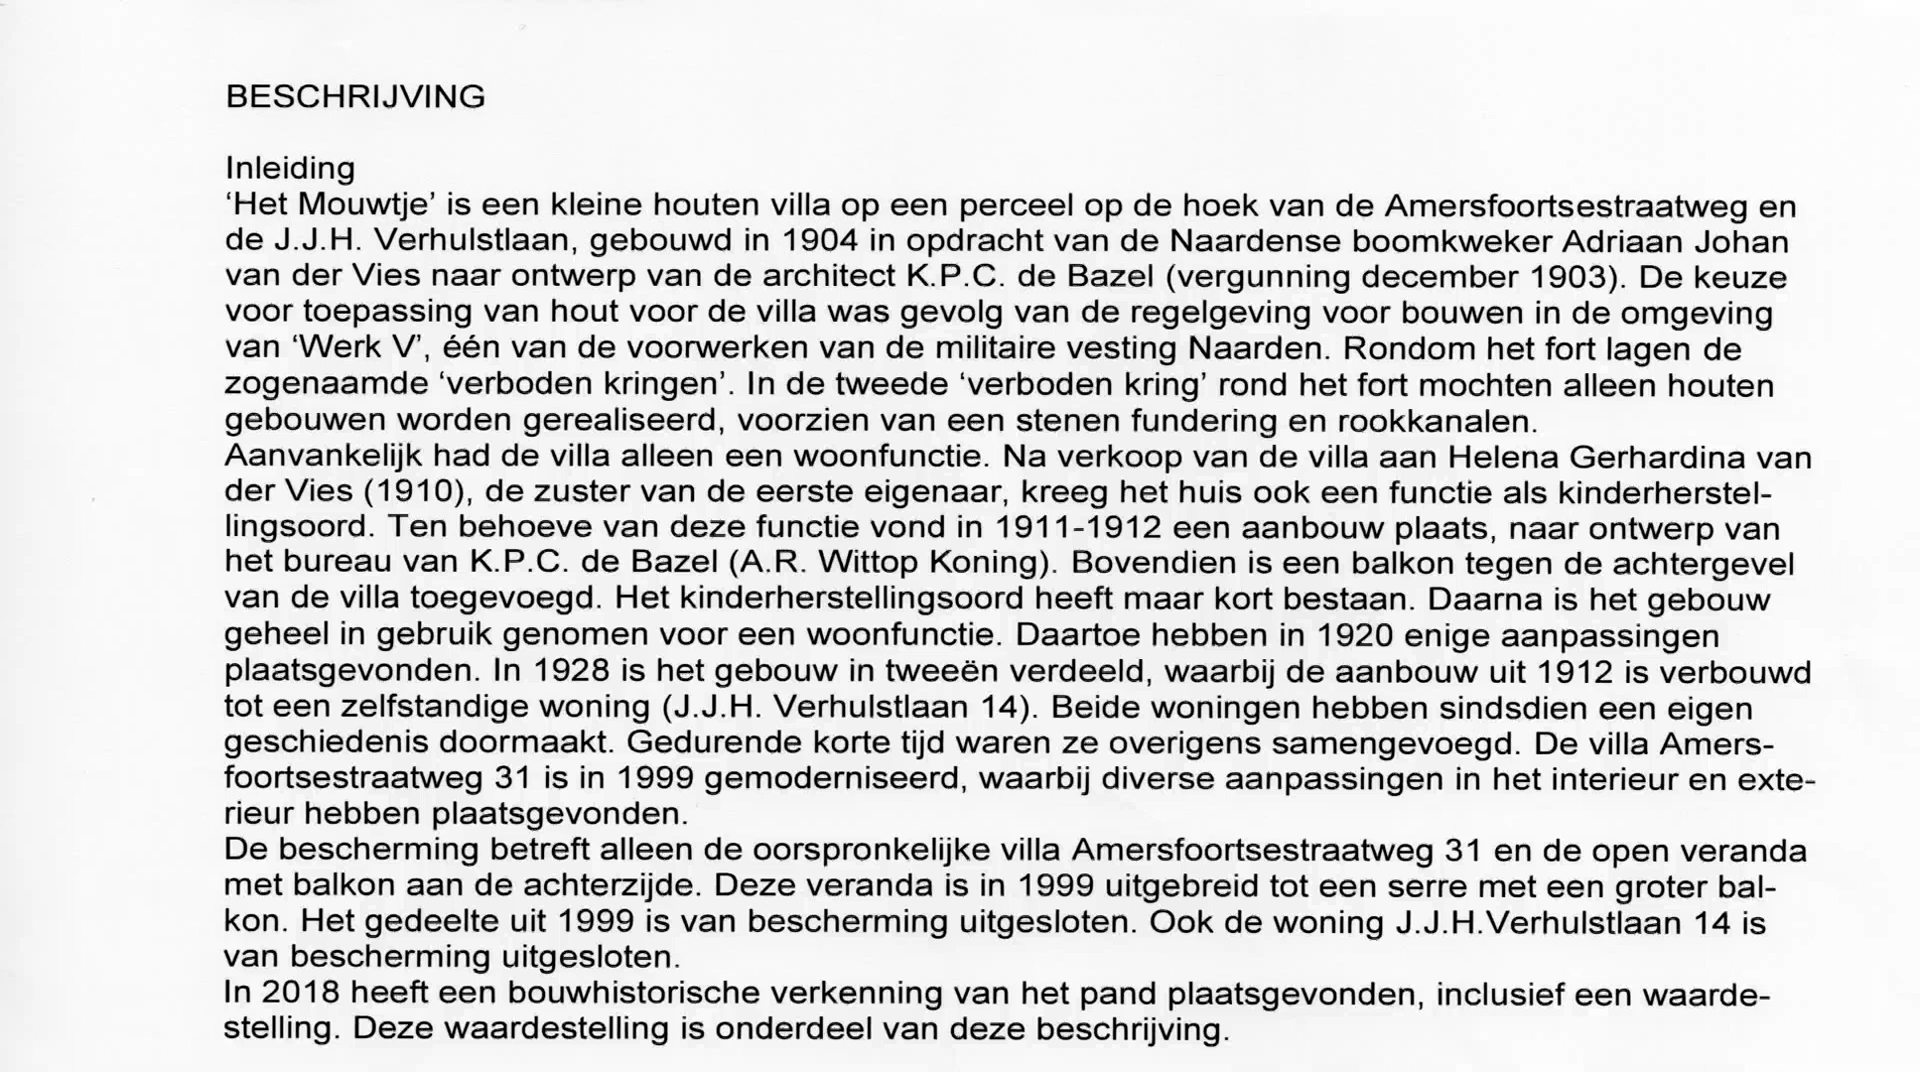 BESCHRIJVING
Inleiding
‘Het Mouwtje’ is een kleine houten villa op een perceel op de hoek van de Amersfoortsestraatweg en
de J.J.H. Verhulstlaan, gebouwd in 1904 in opdracht van de Naardense boomkweker Adriaan Johan
van der Vies naar ontwerp van de architect K.P.C. de Bazel (vergunning december 1903). De keuze
voor toepassing van hout voor de villa was gevolg van de regelgeving voor bouwen in de omgeving
van ‘Werk V’, één van de voorwerken van de militaire vesting Naarden. Rondom het fort lagen de
zogenaamde ‘verboden kringen’. In de tweede ‘verboden kring’ rond het fort mochten alleen houten
gebouwen worden gerealiseerd, voorzien van een stenen fundering en rookkanalen.
Aanvankelijk had de villa alleen een woonfunctie. Na verkoop van de villa aan Helena Gerhardina van
der Vies (1910), de zuster van de eerste eigenaar, kreeg het huis ook een functie als kinderherstel-
lingsoord. Ten behoeve van deze functie vond in 1911-1912 een aanbouw plaats, naar ontwerp van
het bureau van K.P.C. de Bazel (A.R. Wittop Koning). Bovendien is een balkon tegen de achtergevel
van de villa toegevoegd. Het kinderherstellingsoord heeft maar kort bestaan. Daarna is het gebouw
geheel in gebruik genomen voor een woonfunctie. Daartoe hebben in 1920 enige aanpassingen
plaatsgevonden. In 1928 is het gebouw in tweeën verdeeld, waarbij de aanbouw uit 1912 is verbouwd
tot een zelfstandige woning (J.J.H. Verhulstlaan 14). Beide woningen hebben sindsdien een eigen
geschiedenis doormaakt. Gedurende korte tijd waren ze overigens samengevoegd. De villa Amers-
foortsestraatweg 31 is in 1999 gemoderniseerd, waarbij diverse aanpassingen in het interieur en exte-
rieur hebben plaatsgevonden.
De bescherming betreft alleen de oorspronkelijke villa Amersfoortsestraatweg 31 en de open veranda
met balkon aan de achterzijde. Deze veranda is in 1999 uitgebreid tot een serre met een groter bal-
kon. Het gedeelte uit 1999 is van bescherming uitgesloten. Ook de woning J.J.H.Verhulstlaan 14 is
van bescherming uitgesloten.
In 2018 heeft een bouwhistorische verkenning van het pand plaatsgevonden, inclusief een waarde-
stelling. Deze waardestelling is onderdeel van deze beschrijving.